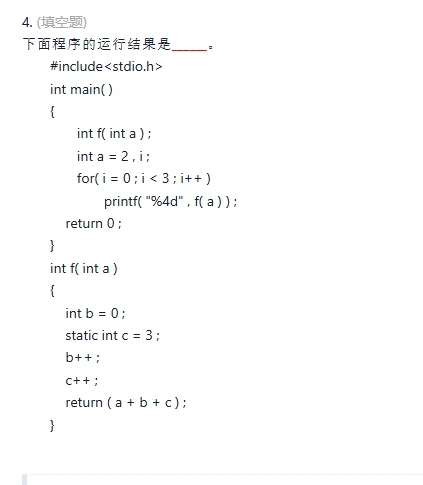 4. (填空题)
下面程序的运行结果是_____。
#include<stdio.h>
int main( )
{
int f( int a ) ;
int a = 2 , i ;
for( i = 0 ; i < 3 ; i++ )
printf( "%4d" , f( a ) ) ;
return 0 ;
}
int f( int a )
{
int b = 0 ;
static int c = 3 ;
b++ ;
c++ ;
return ( a + b + c ) ;
}